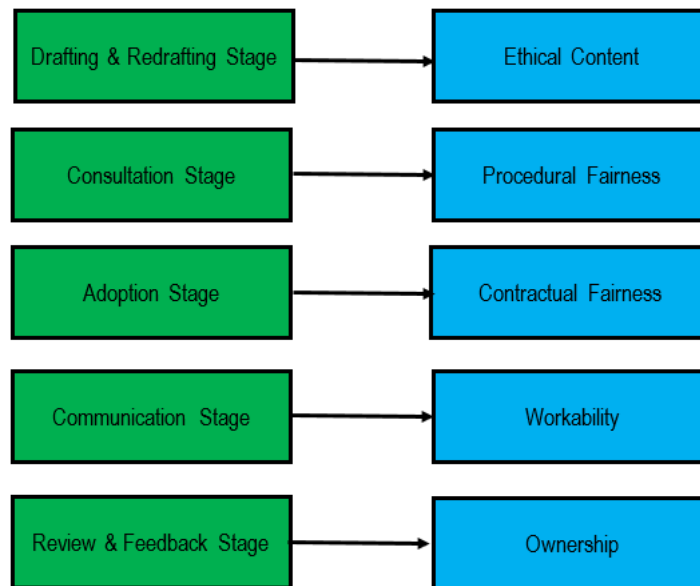 Drafting & Redrafting Stage
Ethical Content
Consultation Stage
Procedural Fairness
Adoption Stage
Contractual Fairness
Communication Stage
Workability
Review & Feedback Stage
Ownership